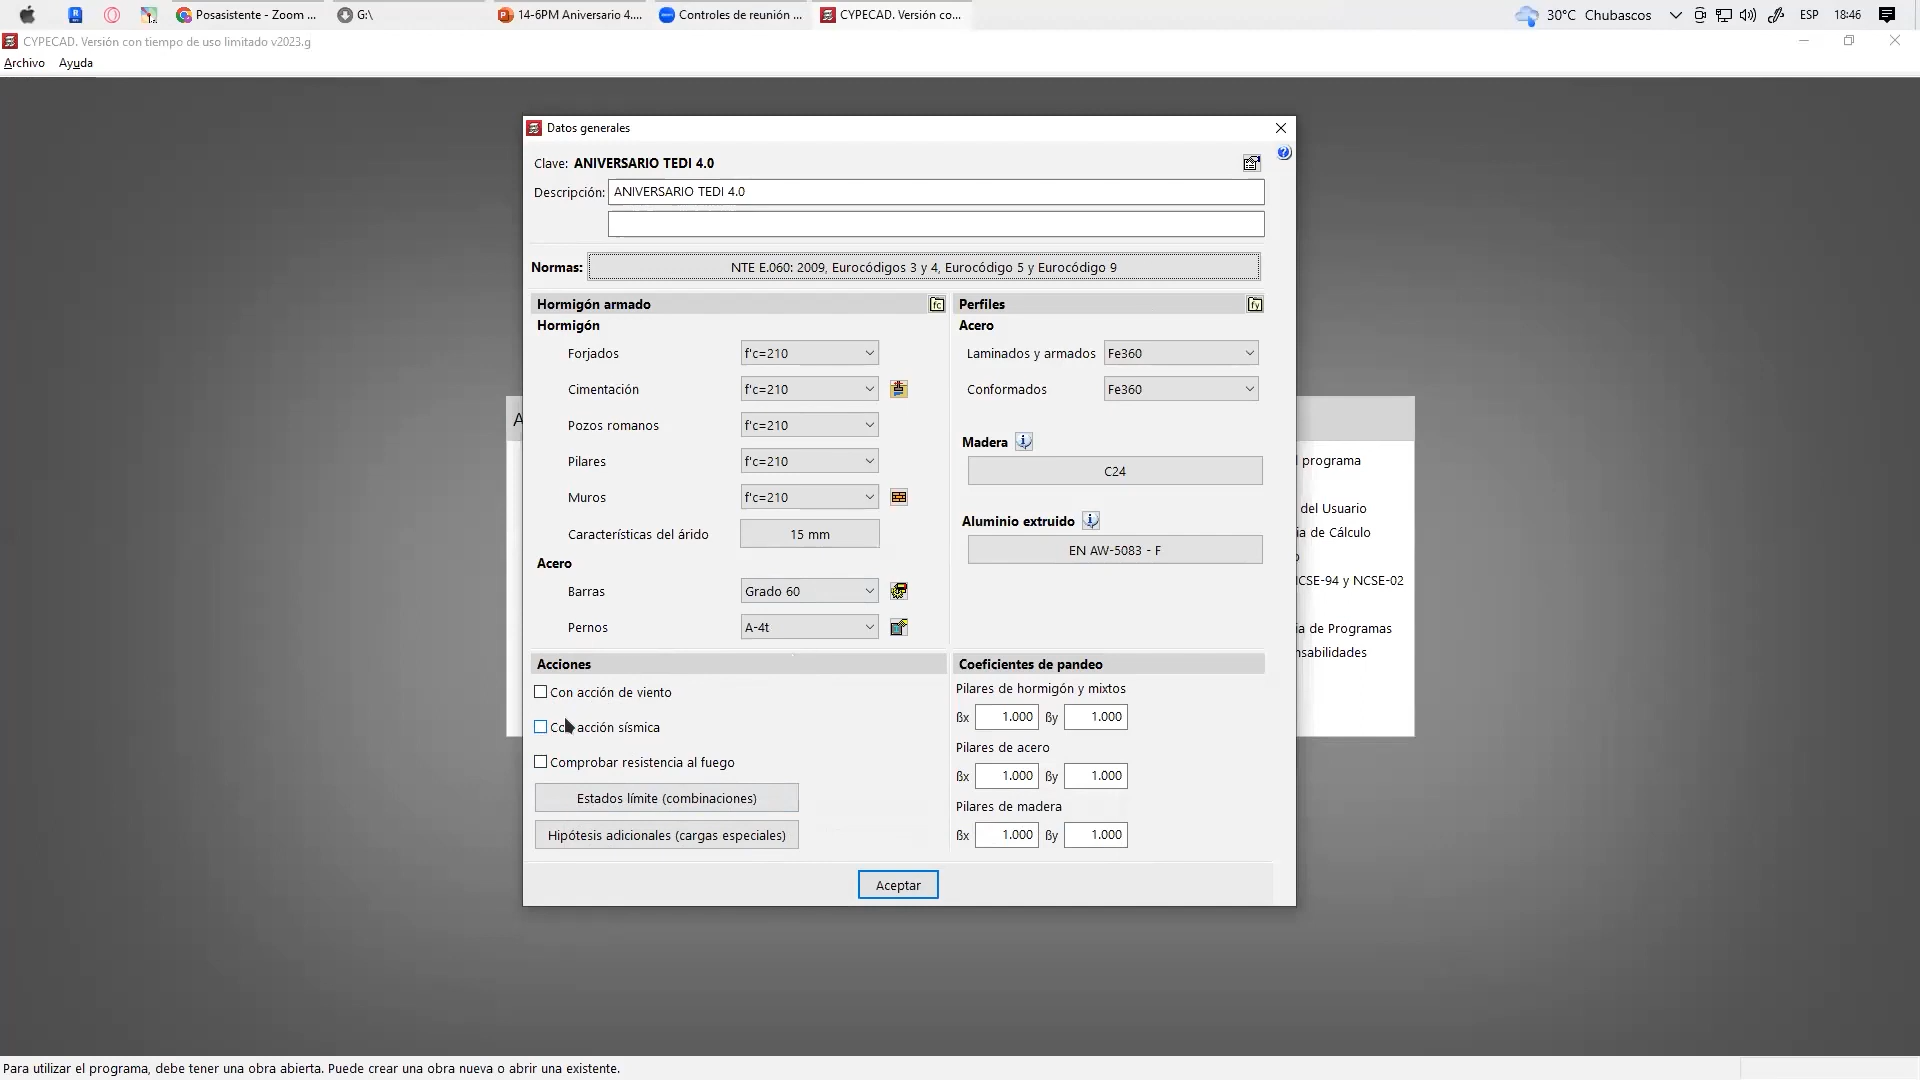 Posasistente - Zoom ...
G:\
14-6PM Aniversario 4....
Controles de reunión ...
CYPECAD. Versión co...
30°C Chubascos
ESP
18:46
CYPECAD. Versión con tiempo de uso limitado v2023.g
Archivo Ayuda
Datos generales
Clave: ANIVERSARIO TEDI 4.0
Descripción: ANIVERSARIO TEDI 4.0
Normas: NTE E.060: 2009, Eurocódigos 3 y 4, Eurocódigo 5 y Eurocódigo 9
Hormigón armado
Hormigón
Forjados f'c=210
Cimentación f'c=210
Pozos romanos f'c=210
Pilares f'c=210
Muros f'c=210
Características del árido 15 mm
Acero
Barras Grado 60
Pernos A-4t
Perfiles
Acero
Laminados y armados Fe360
Conformados Fe360
Madera
C24
Aluminio extruido
EN AW-5083 - F
Acciones
Con acción de viento
acción sísmica
Comprobar resistencia al fuego
Estados límite (combinaciones)
Hipótesis adicionales (cargas especiales)
Coeficientes de pandeo
Pilares de hormigón y mixtos
ßx 1.000 ßy 1.000
Pilares de acero
ßx 1.000 ßy 1.000
Pilares de madera
ßx 1.000 ßy 1.000
Aceptar
programa
del Usuario
de Cálculo
y NCSE-02
de Programas
Para utilizar el programa, debe tener una obra abierta. Puede crear una obra nueva o abrir una existente.